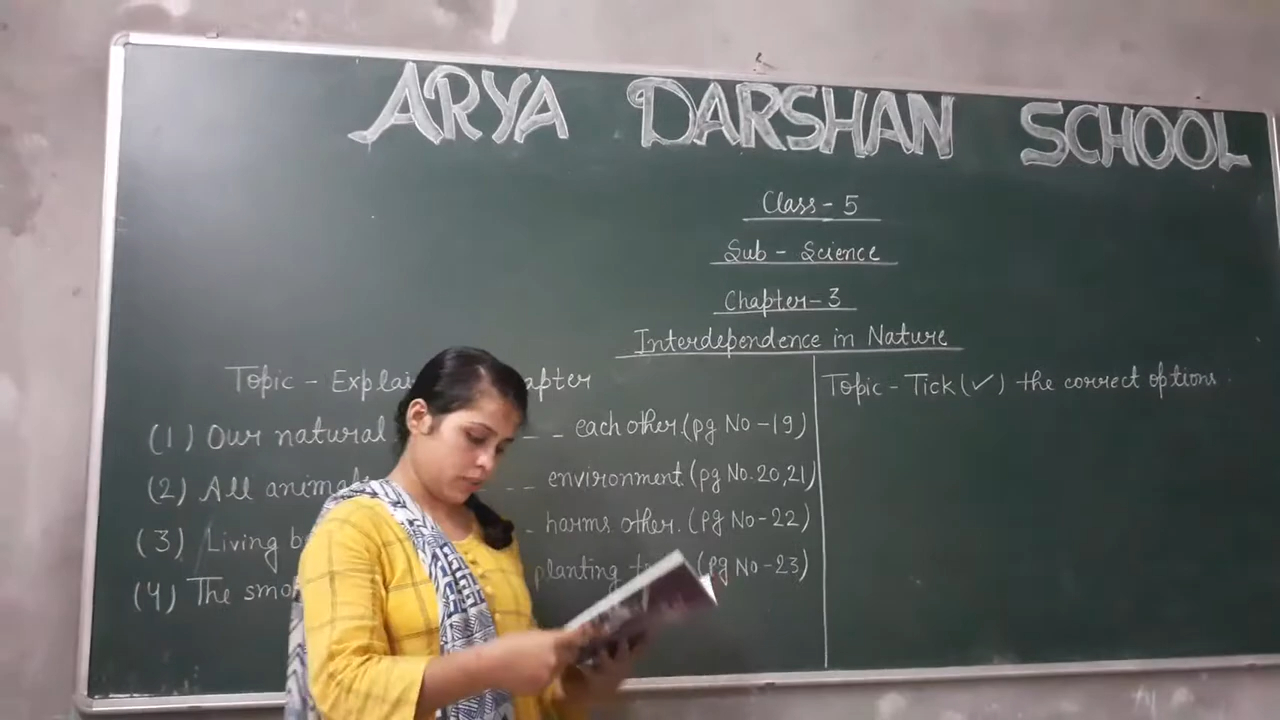 ARYA DARSHAN SCHOOL
Class - 5
Sub - Science
Chapter - 3
Interdependence in Nature
Topic - Explai apter
(1) Our natural _ each other. (pg No - 19)
(2) All animal _ _ environment (pg No. 20,21)
(3) Living b _ harms other. (pg No - 22)
(4) The smo planting (pg No - 23)
Topic - Tick (✓) the correct options.